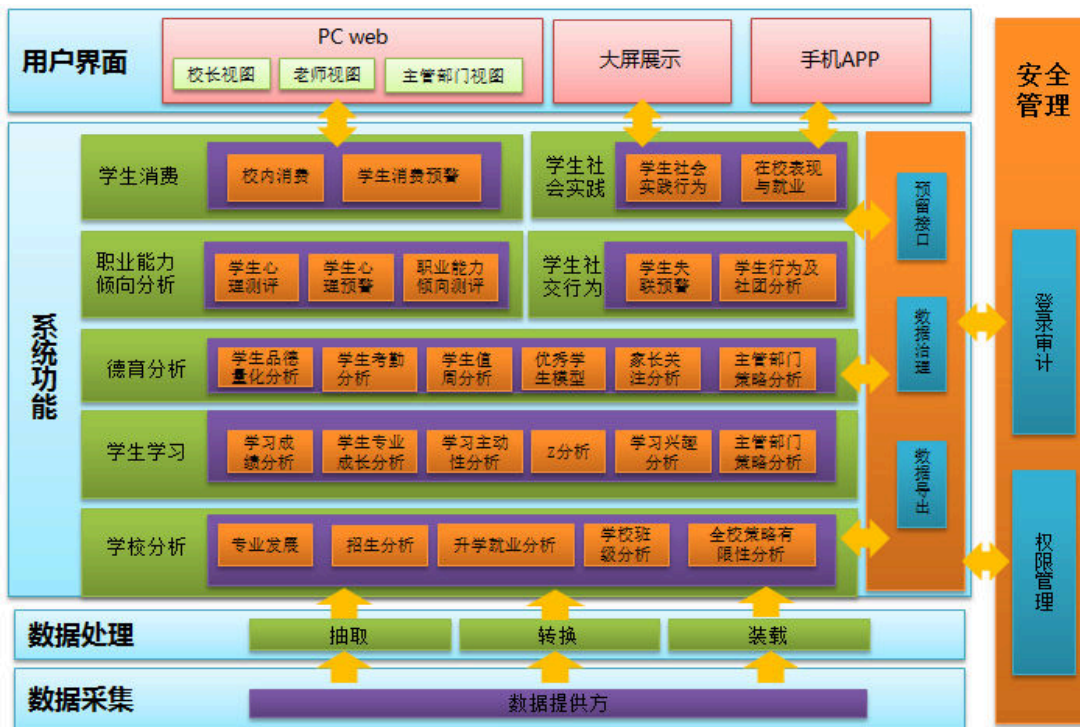 用户界面
PC web
校长视图
老师视图
主管部门视图
大屏展示
手机APP
安全
管理
登录审计
权限管理
系统功能
学生消费
校内消费
学生消费预警
学生社
会实践
学生社会
实践行为
在校表现
与就业
职业能力
倾向分析
学生心
理测评
学生心
理预警
职业能力
倾向测评
学生社
交行为
学生失
联预警
学生行为及
社团分析
德育分析
学生品德
量化分析
学生考勤
分析
学生值
周分析
优秀学
生模型
家长关
注分析
主管部门
策略分析
学生学习
学习成
绩分析
学生专业
成长分析
学习主动
性分析
Z分析
学习兴趣
分析
主管部门
策略分析
学校分析
专业发展
招生分析
升学就业分析
学校班
级分析
全校策略有
限性分析
预留接口
数据治理
数据导出
数据处理
抽取
转换
装载
数据采集
数据提供方